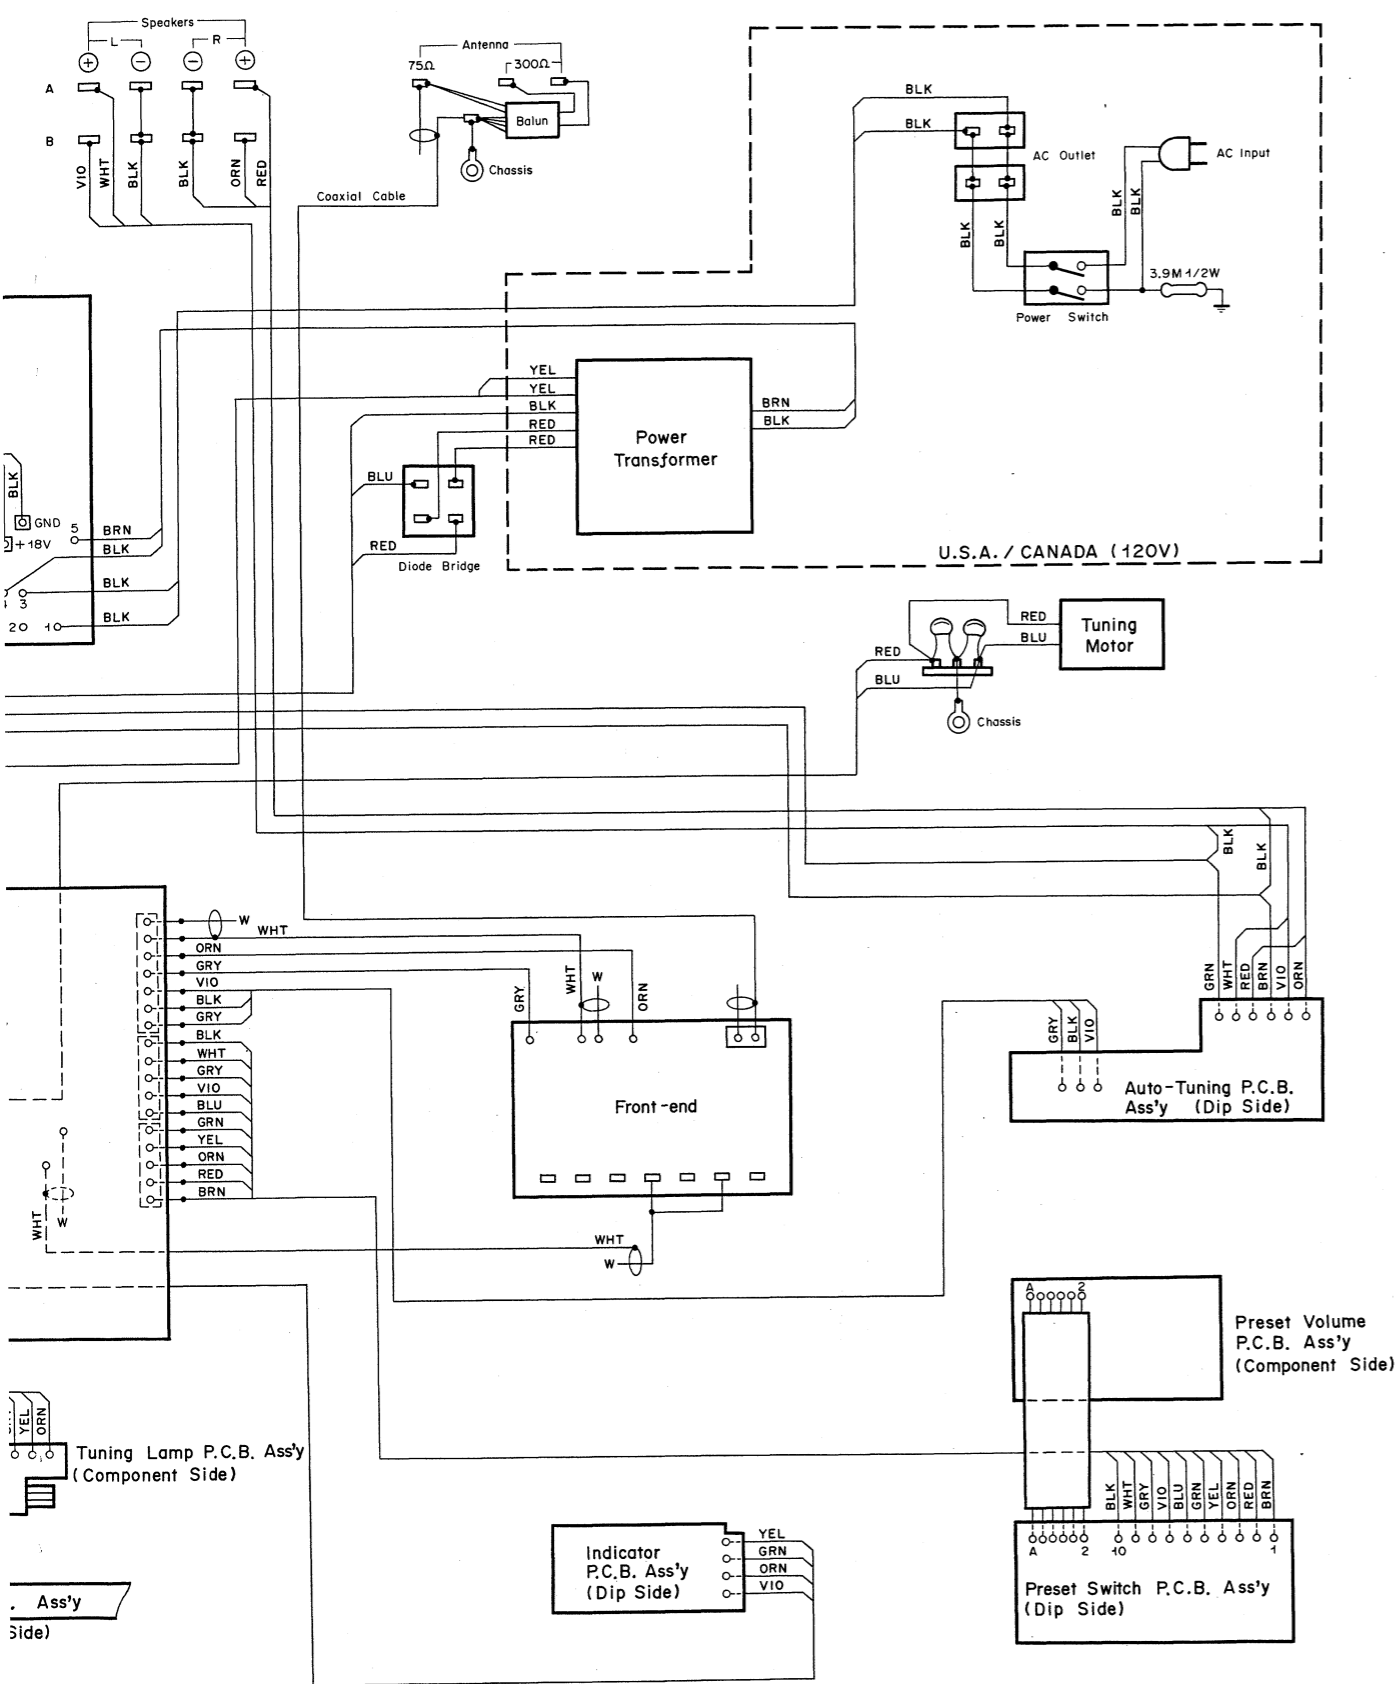 Speakers
L R
+ − − +
A
B
VIO
WHT
BLK
BLK
ORN
RED
Antenna
75Ω
300Ω
Balun
Chassis
Coaxial Cable
BLK
BLK
AC Outlet
AC Input
BLK
BLK
BLK
BLK
3.9M 1/2W
Power Switch
YEL
YEL
BLK
RED
RED
BRN
BLK
Power
Transformer
BLU
RED
Diode Bridge
U.S.A. / CANADA (120V)
BLK
GND
+18V
5
BRN
BLK
BLK
3
BLK
2
1
RED
BLU
RED
BLU
Tuning
Motor
Chassis
BLK
BLK
W
WHT
ORN
GRY
VIO
BLK
GRY
BLK
WHT
GRY
VIO
BLU
GRN
YEL
ORN
RED
BRN
GRY
WHT
W
ORN
Front-end
WHT
W
WHT
W
GRN
WHT
RED
BRN
VIO
ORN
GRY
BLK
VIO
Auto-Tuning P.C.B.
Ass'y (Dip Side)
A 2
Preset Volume
P.C.B. Ass'y
(Component Side)
YEL
ORN
Tuning Lamp P.C.B. Ass'y
(Component Side)
BLK
WHT
GRY
VIO
BLU
GRN
YEL
ORN
RED
BRN
A 2 10 1
Preset Switch P.C.B. Ass'y
(Dip Side)
Indicator
P.C.B. Ass'y
(Dip Side)
YEL
GRN
ORN
VIO
. Ass'y
Side)